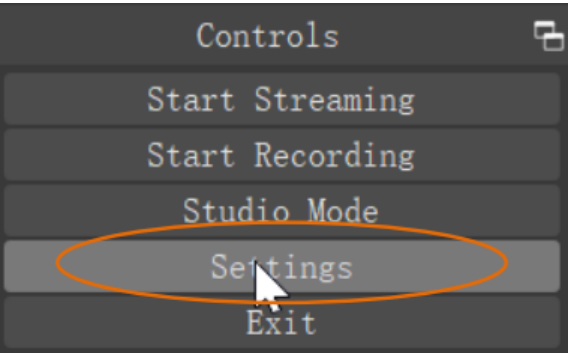 Controls
Start Streaming
Start Recording
Studio Mode
Settings
Exit